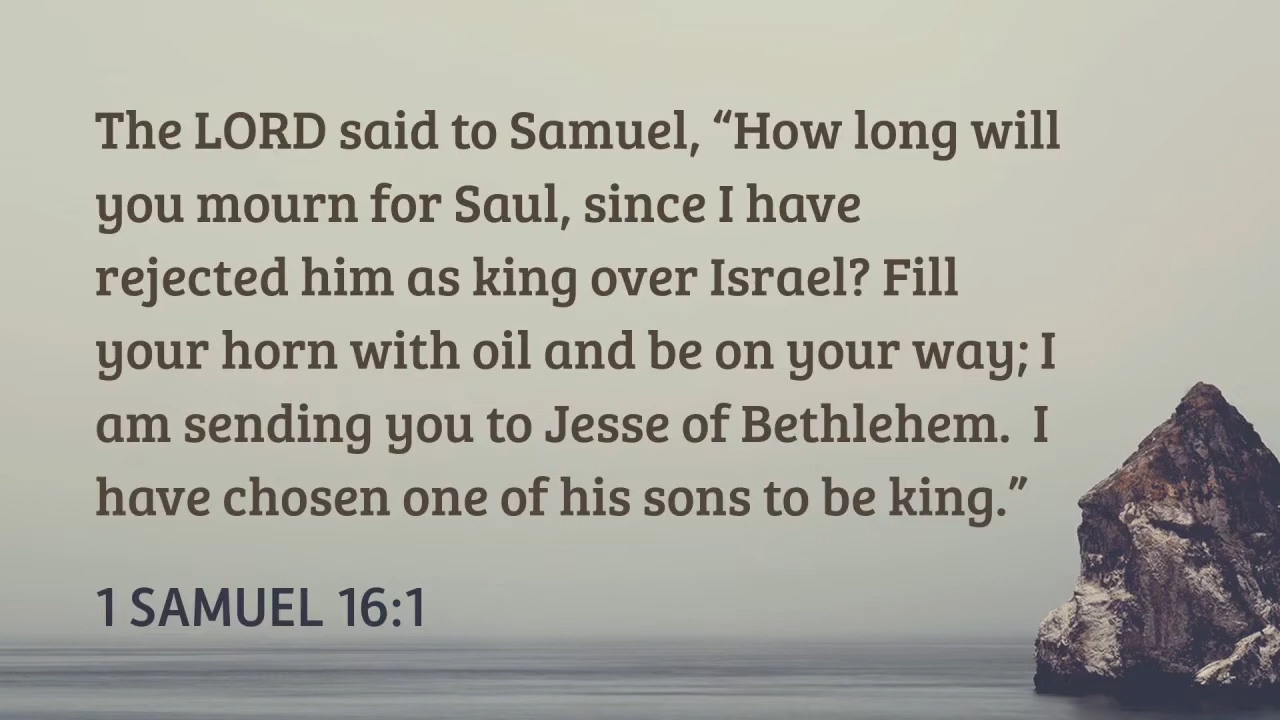 The LORD said to Samuel, “How long will
you mourn for Saul, since I have
rejected him as king over Israel? Fill
your horn with oil and be on your way; I
am sending you to Jesse of Bethlehem.  I
have chosen one of his sons to be king.”
1 SAMUEL 16:1